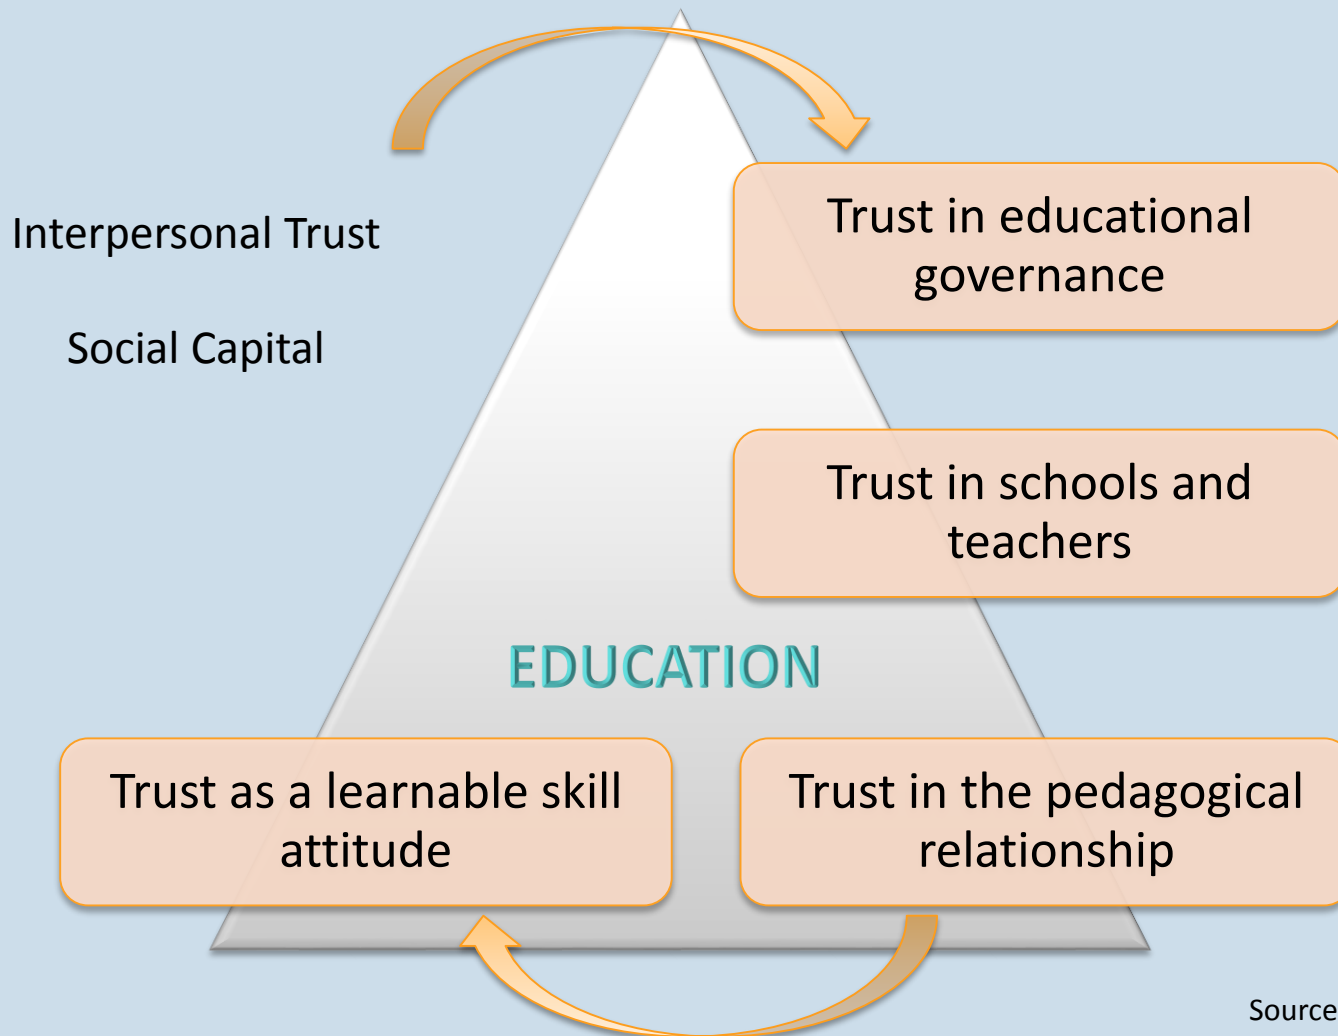 Interpersonal Trust
Social Capital
Trust in educational
governance
Trust in schools and
teachers
EDUCATION
Trust as a learnable skill
attitude
Trust in the pedagogical
relationship
Source